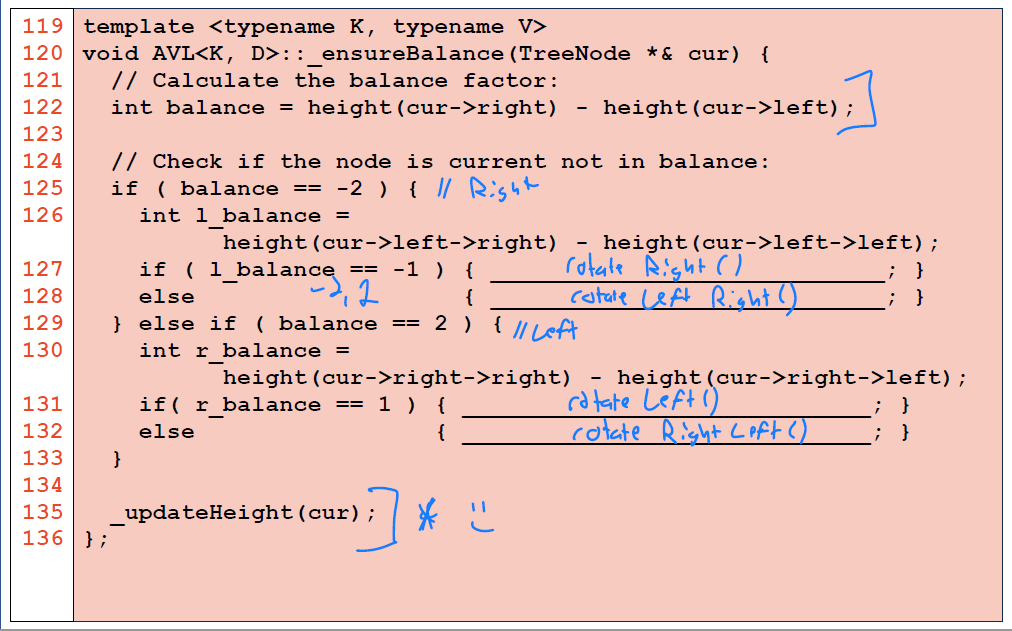 119 template <typename K, typename V>
120 void AVL<K, D>::_ensureBalance(TreeNode *& cur) {
121 // Calculate the balance factor:
122 int balance = height(cur->right) - height(cur->left);
123
124 // Check if the node is current not in balance:
125 if ( balance == -2 ) { // Right
126 int l_balance =
height(cur->left->right) - height(cur->left->left);
127 if ( l_balance == -1 ) { rotate Right () ; }
128 else -2, 2 { rotate Left Right () ; }
129 } else if ( balance == 2 ) { // Left
130 int r_balance =
height(cur->right->right) - height(cur->right->left);
131 if( r_balance == 1 ) { rotate Left () ; }
132 else { rotate Right Left () ; }
133 }
134
135 _updateHeight(cur); *
136 };